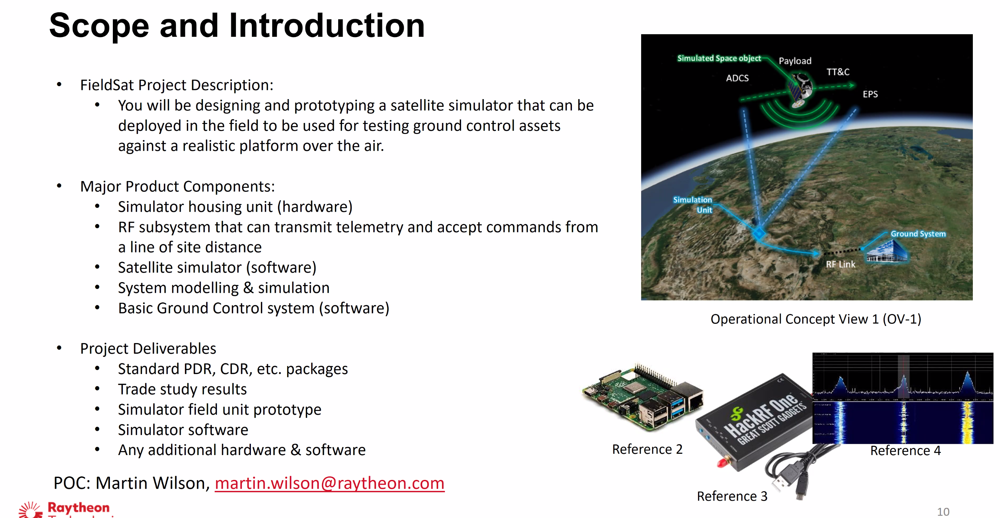 Scope and Introduction
• FieldSat Project Description:
• You will be designing and prototyping a satellite simulator that can be
deployed in the field to be used for testing ground control assets
against a realistic platform over the air.
• Major Product Components:
• Simulator housing unit (hardware)
• RF subsystem that can transmit telemetry and accept commands from
a line of site distance
• Satellite simulator (software)
• System modelling & simulation
• Basic Ground Control system (software)
• Project Deliverables
• Standard PDR, CDR, etc. packages
• Trade study results
• Simulator field unit prototype
• Simulator software
• Any additional hardware & software
POC: Martin Wilson, martin.wilson@raytheon.com
Raytheon
Simulated Space object
Payload
TT&C
ADCS
EPS
Simulation
Unit
Ground System
RF Link
Operational Concept View 1 (OV-1)
Reference 2
HackRF One
GREAT SCOTT GADGETS
CE
Reference 3
Reference 4
10